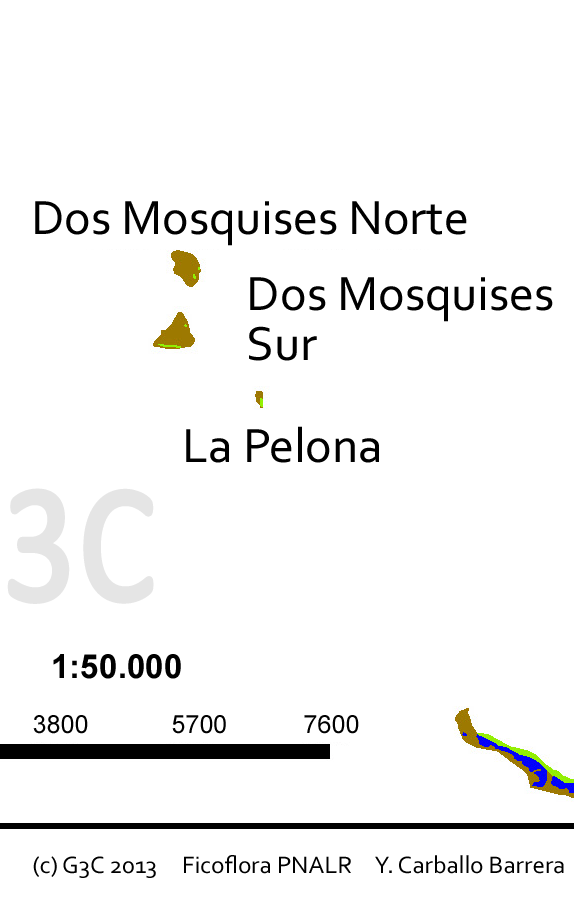 Dos Mosquises Norte
Dos Mosquises
Sur
La Pelona
3C
1:50.000
3800 5700 7600
(c) G3C 2013 Ficoflora PNALR Y. Carballo Barrera